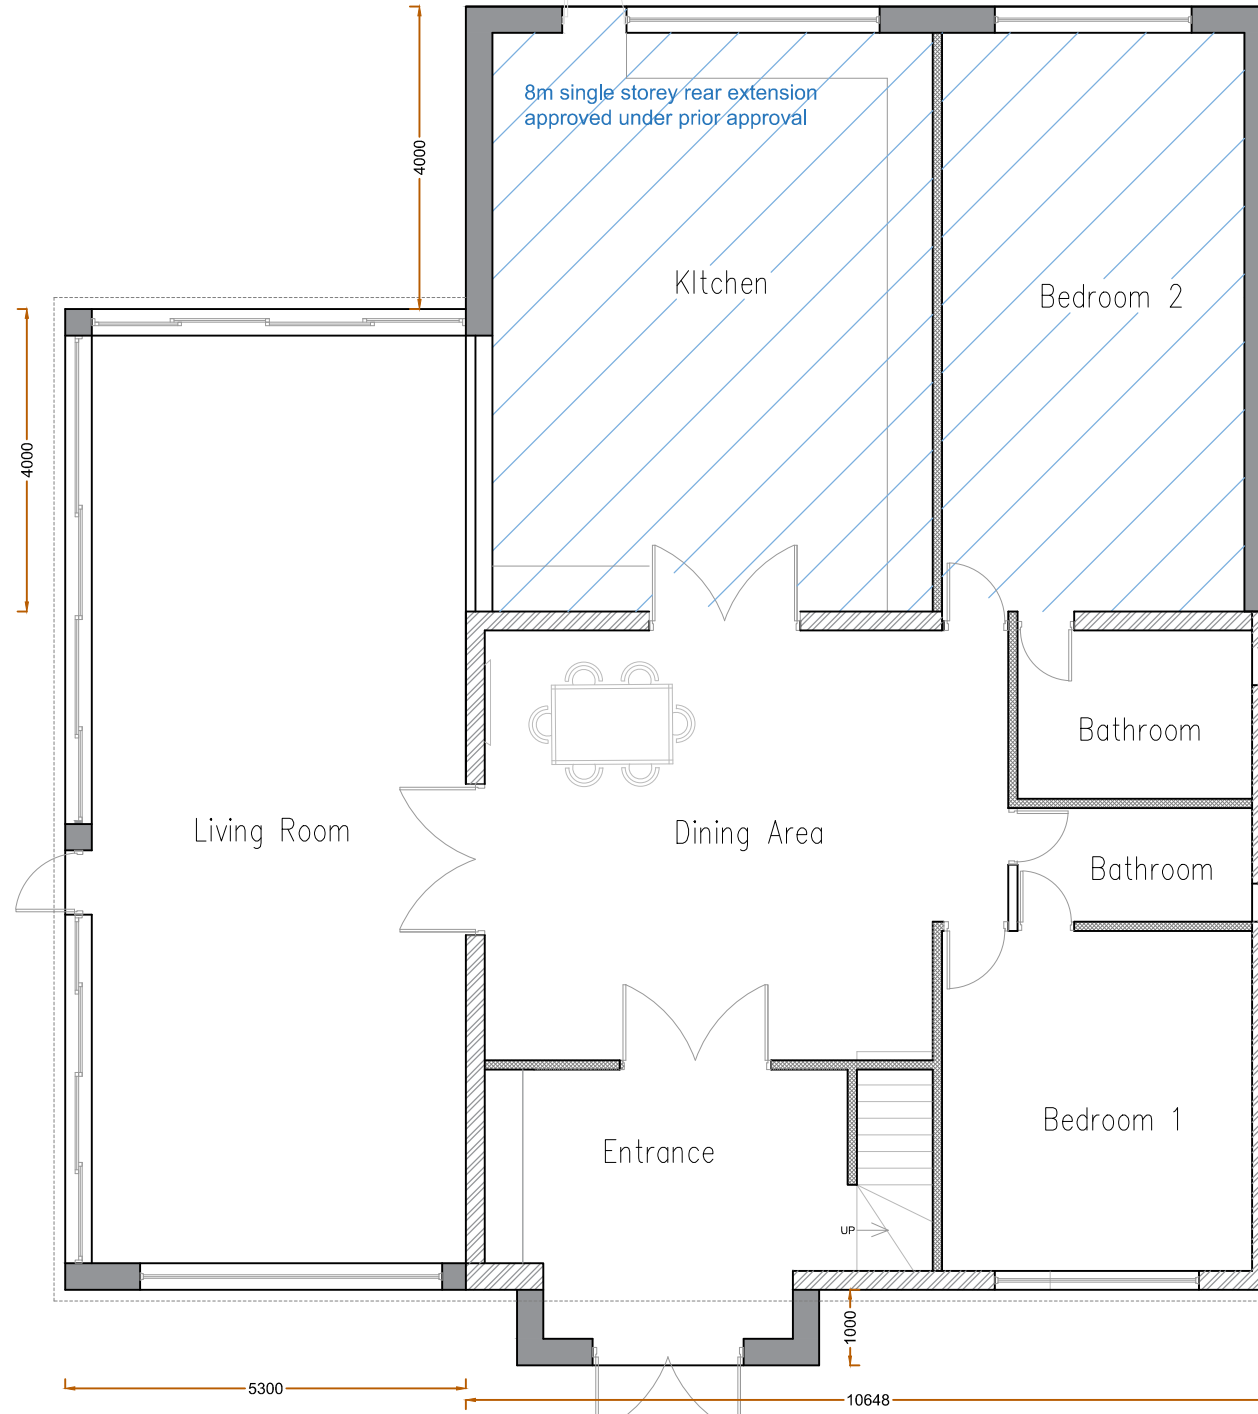 8m single storey rear extension
approved under prior approval
4000
KItchen
Bedroom 2
4000
Bathroom
Living Room
Dining Area
Bathroom
Bedroom 1
Entrance
UP
1000
5300
10648